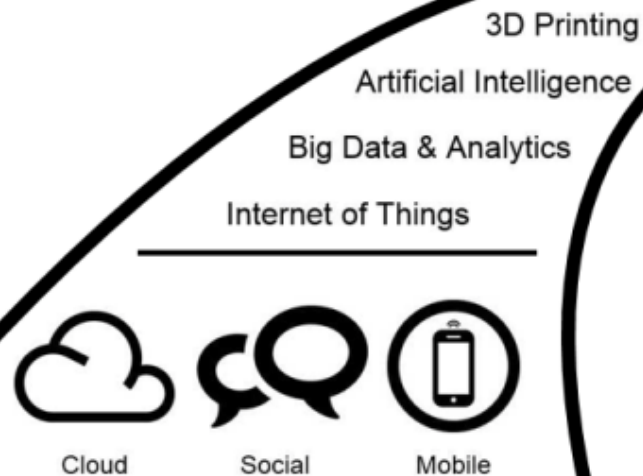 3D Printing
Artificial Intelligence
Big Data & Analytics
Internet of Things
Cloud Social Mobile